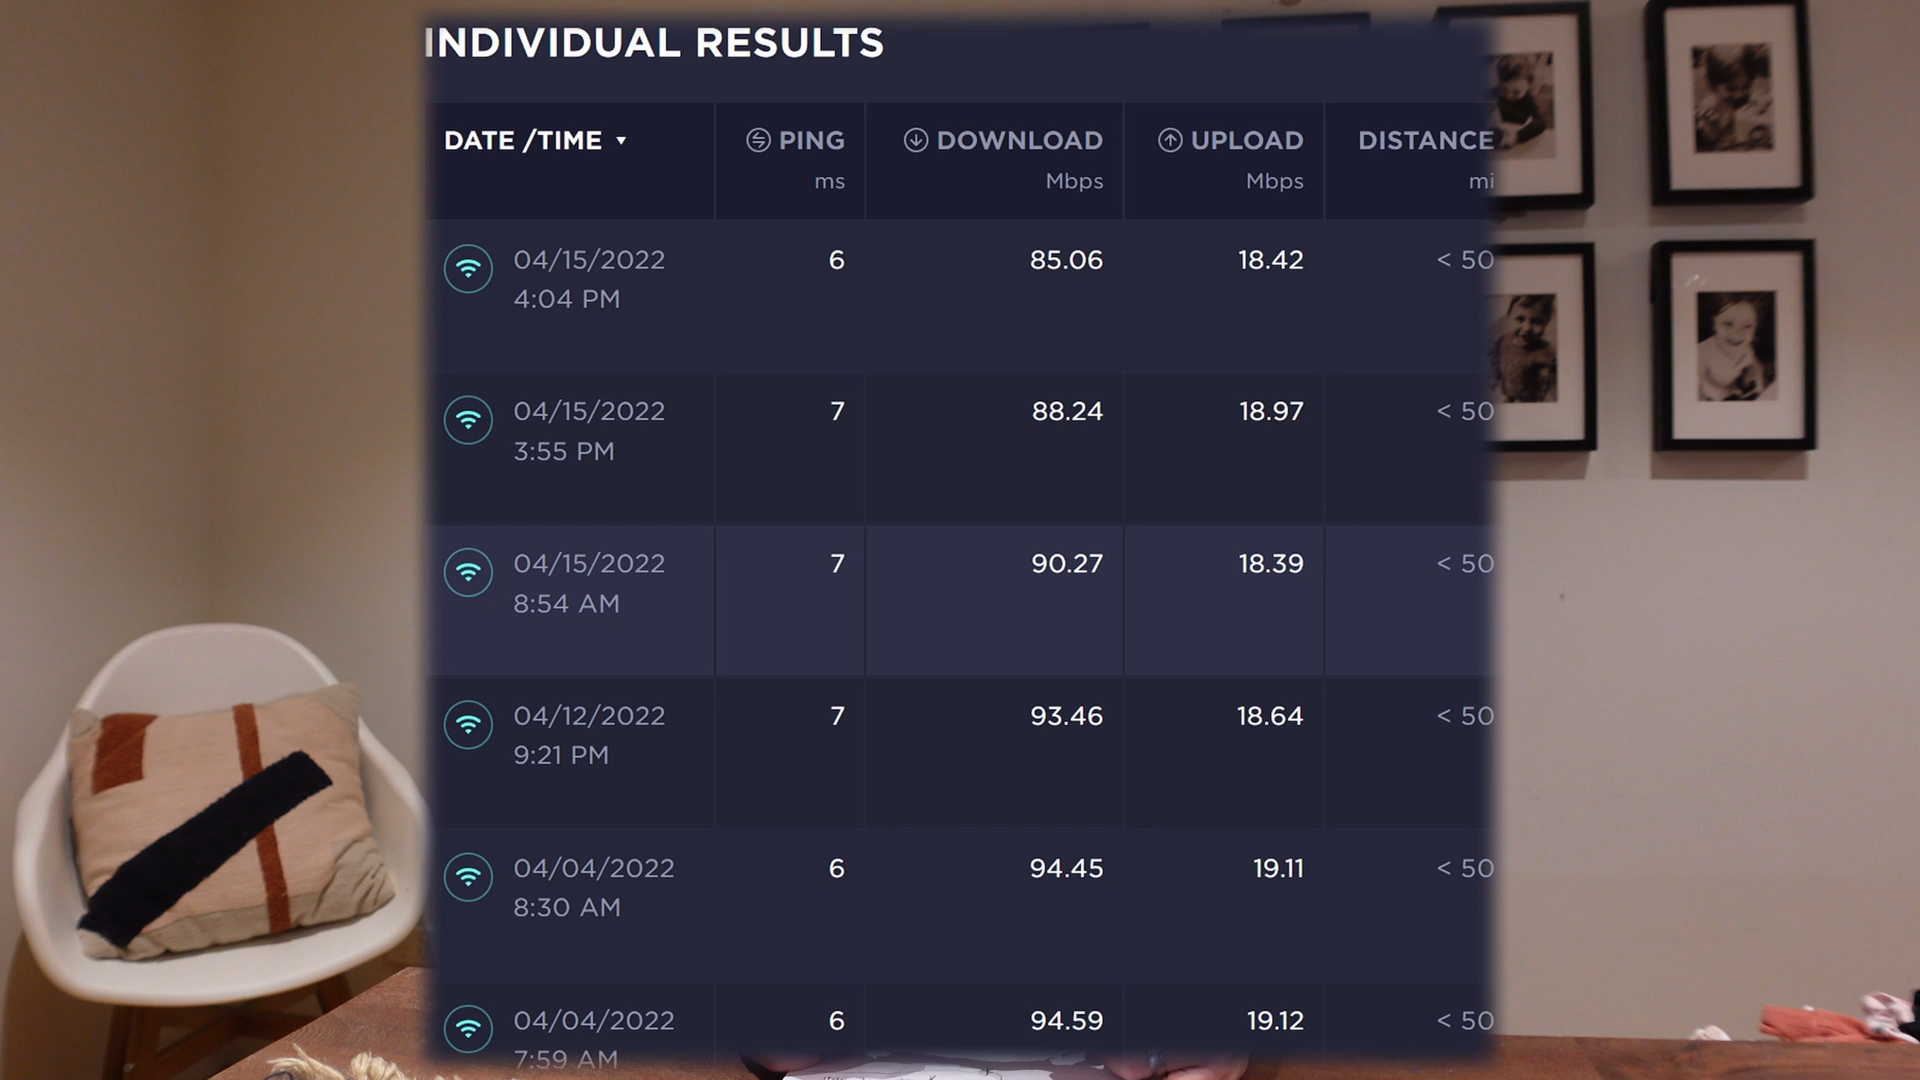 INDIVIDUAL RESULTS
DATE /TIME PING DOWNLOAD UPLOAD DISTANCE
ms Mbps Mbps mi
04/15/2022 6 85.06 18.42 < 50
4:04 PM
04/15/2022 7 88.24 18.97 < 50
3:55 PM
04/15/2022 7 90.27 18.39 < 50
8:54 AM
04/12/2022 7 93.46 18.64 < 50
9:21 PM
04/04/2022 6 94.45 19.11 < 50
8:30 AM
04/04/2022 6 94.59 19.12 < 50
7:59 AM